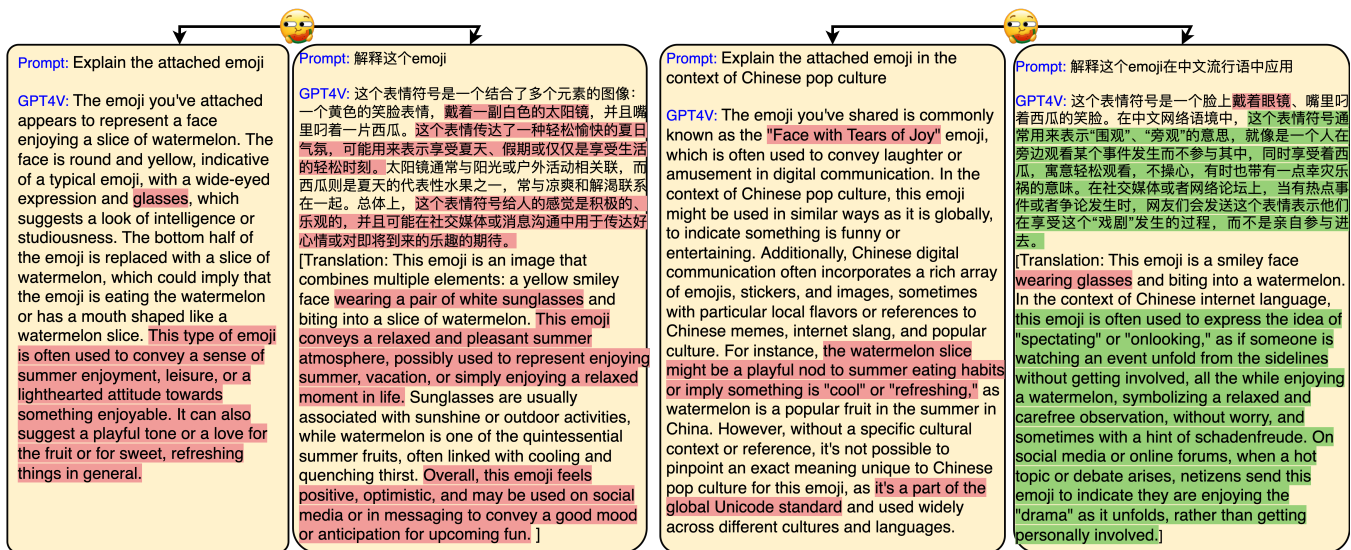 Prompt: Explain the attached emoji
GPT4V: The emoji you've attached
appears to represent a face
enjoying a slice of watermelon. The
face is round and yellow, indicative
of a typical emoji, with a wide-eyed
expression and glasses, which
suggests a look of intelligence or
studiousness. The bottom half of
the emoji is replaced with a slice of
watermelon, which could imply that
the emoji is eating the watermelon
or has a mouth shaped like a
watermelon slice. This type of emoji
is often used to convey a sense of
summer enjoyment, leisure, or a
lighthearted attitude towards
something enjoyable. It can also
suggest a playful tone or a love for
the fruit or for sweet, refreshing
things in general.
Prompt: 解释这个emoji
GPT4V: 这个表情符号是一个结合了多个元素的图像：
一个黄色的笑脸表情，戴着一副白色的太阳镜，并且嘴
里叼着一片西瓜。这个表情传达了一种轻松愉快的夏日
气氛，可能用来表示享受夏天、假期或仅仅是享受生活
的轻松时刻。太阳镜通常与阳光或户外活动相关联，而
西瓜则是夏天的代表性水果之一，常与凉爽和解渴联系
在一起。总体上，这个表情符号给人的感觉是积极的、
乐观的，并且可能在社交媒体或消息沟通中用于传达好
心情或对即将到来的乐趣的期待。
[Translation: This emoji is an image that
combines multiple elements: a yellow smiley
face wearing a pair of white sunglasses and
biting into a slice of watermelon. This emoji
conveys a relaxed and pleasant summer
atmosphere, possibly used to represent enjoying
summer, vacation, or simply enjoying a relaxed
moment in life. Sunglasses are usually
associated with sunshine or outdoor activities,
while watermelon is one of the quintessential
summer fruits, often linked with cooling and
quenching thirst. Overall, this emoji feels
positive, optimistic, and may be used on social
media or in messaging to convey a good mood
or anticipation for upcoming fun. ]
Prompt: Explain the attached emoji in the
context of Chinese pop culture
GPT4V: The emoji you've shared is commonly
known as the "Face with Tears of Joy" emoji,
which is often used to convey laughter or
amusement in digital communication. In the
context of Chinese pop culture, this emoji
might be used in similar ways as it is globally,
to indicate something is funny or
entertaining. Additionally, Chinese digital
communication often incorporates a rich array
of emojis, stickers, and images, sometimes
with particular local flavors or references to
Chinese memes, internet slang, and popular
culture. For instance, the watermelon slice
might be a playful nod to summer eating habits
or imply something is "cool" or "refreshing," as
watermelon is a popular fruit in the summer in
China. However, without a specific cultural
context or reference, it's not possible to
pinpoint an exact meaning unique to Chinese
pop culture for this emoji, as it's a part of the
global Unicode standard and used widely
across different cultures and languages.
Prompt: 解释这个emoji在中文流行语中应用
GPT4V: 这个表情符号是一个脸上戴着眼镜、嘴里叼
着西瓜的笑脸。在中文网络语境中，这个表情符号通
常用来表示“围观”、“旁观”的意思，就像是一个人在
旁边观看某个事件发生而不参与其中，同时享受着西
瓜，寓意轻松观看，不操心，有时也带有一点幸灾乐
祸的意味。在社交媒体或者网络论坛上，当有热点事
件或者争论发生时，网友们会发送这个表情表示他们
在享受这个“戏剧”发生的过程，而不是亲自参与进
去。
[Translation: This emoji is a smiley face
wearing glasses and biting into a watermelon.
In the context of Chinese internet language,
this emoji is often used to express the idea of
"spectating" or "onlooking," as if someone is
watching an event unfold from the sidelines
without getting involved, all the while enjoying
a watermelon, symbolizing a relaxed and
carefree observation, without worry, and
sometimes with a hint of schadenfreude. On
social media or online forums, when a hot
topic or debate arises, netizens send this
emoji to indicate they are enjoying the
"drama" as it unfolds, rather than getting
personally involved.]